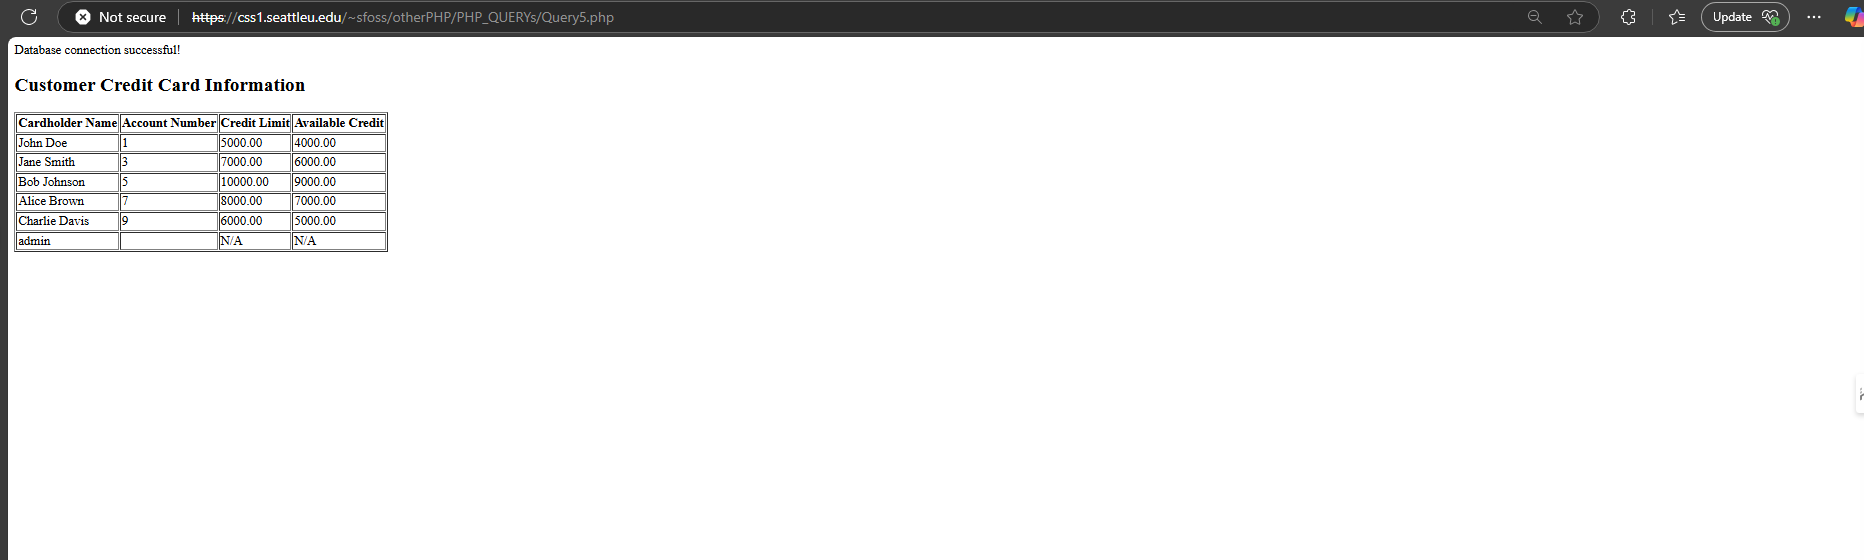 Not secure https://css1.seattleu.edu/~sfoss/otherPHP/PHP_QUERYs/Query5.php Update
Database connection successful!
Customer Credit Card Information
Cardholder Name Account Number Credit Limit Available Credit
John Doe 1 5000.00 4000.00
Jane Smith 3 7000.00 6000.00
Bob Johnson 5 10000.00 9000.00
Alice Brown 7 8000.00 7000.00
Charlie Davis 9 6000.00 5000.00
admin N/A N/A